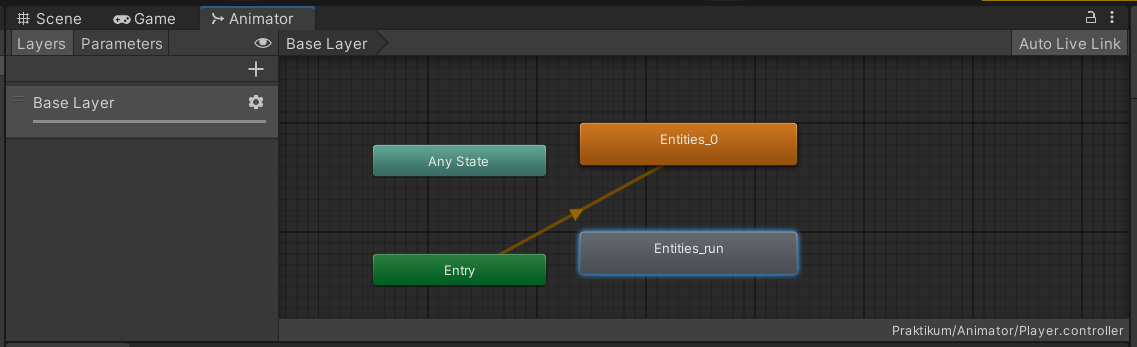 Scene Game Animator
Layers Parameters Base Layer Auto Live Link
Base Layer
Entities_0
Any State
Entities_run
Entry
Praktikum/Animator/Player.controller